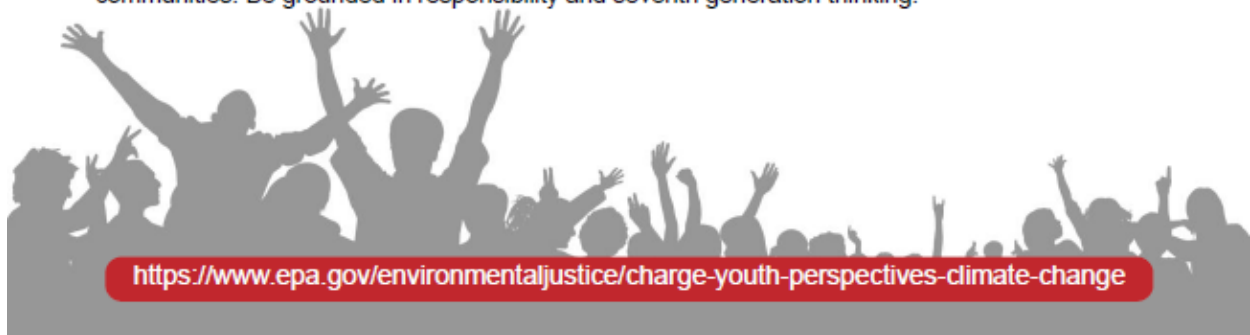 communities. Be grounded in responsibility and seventh generation thinking.
https://www.epa.gov/environmentaljustice/charge-youth-perspectives-climate-change